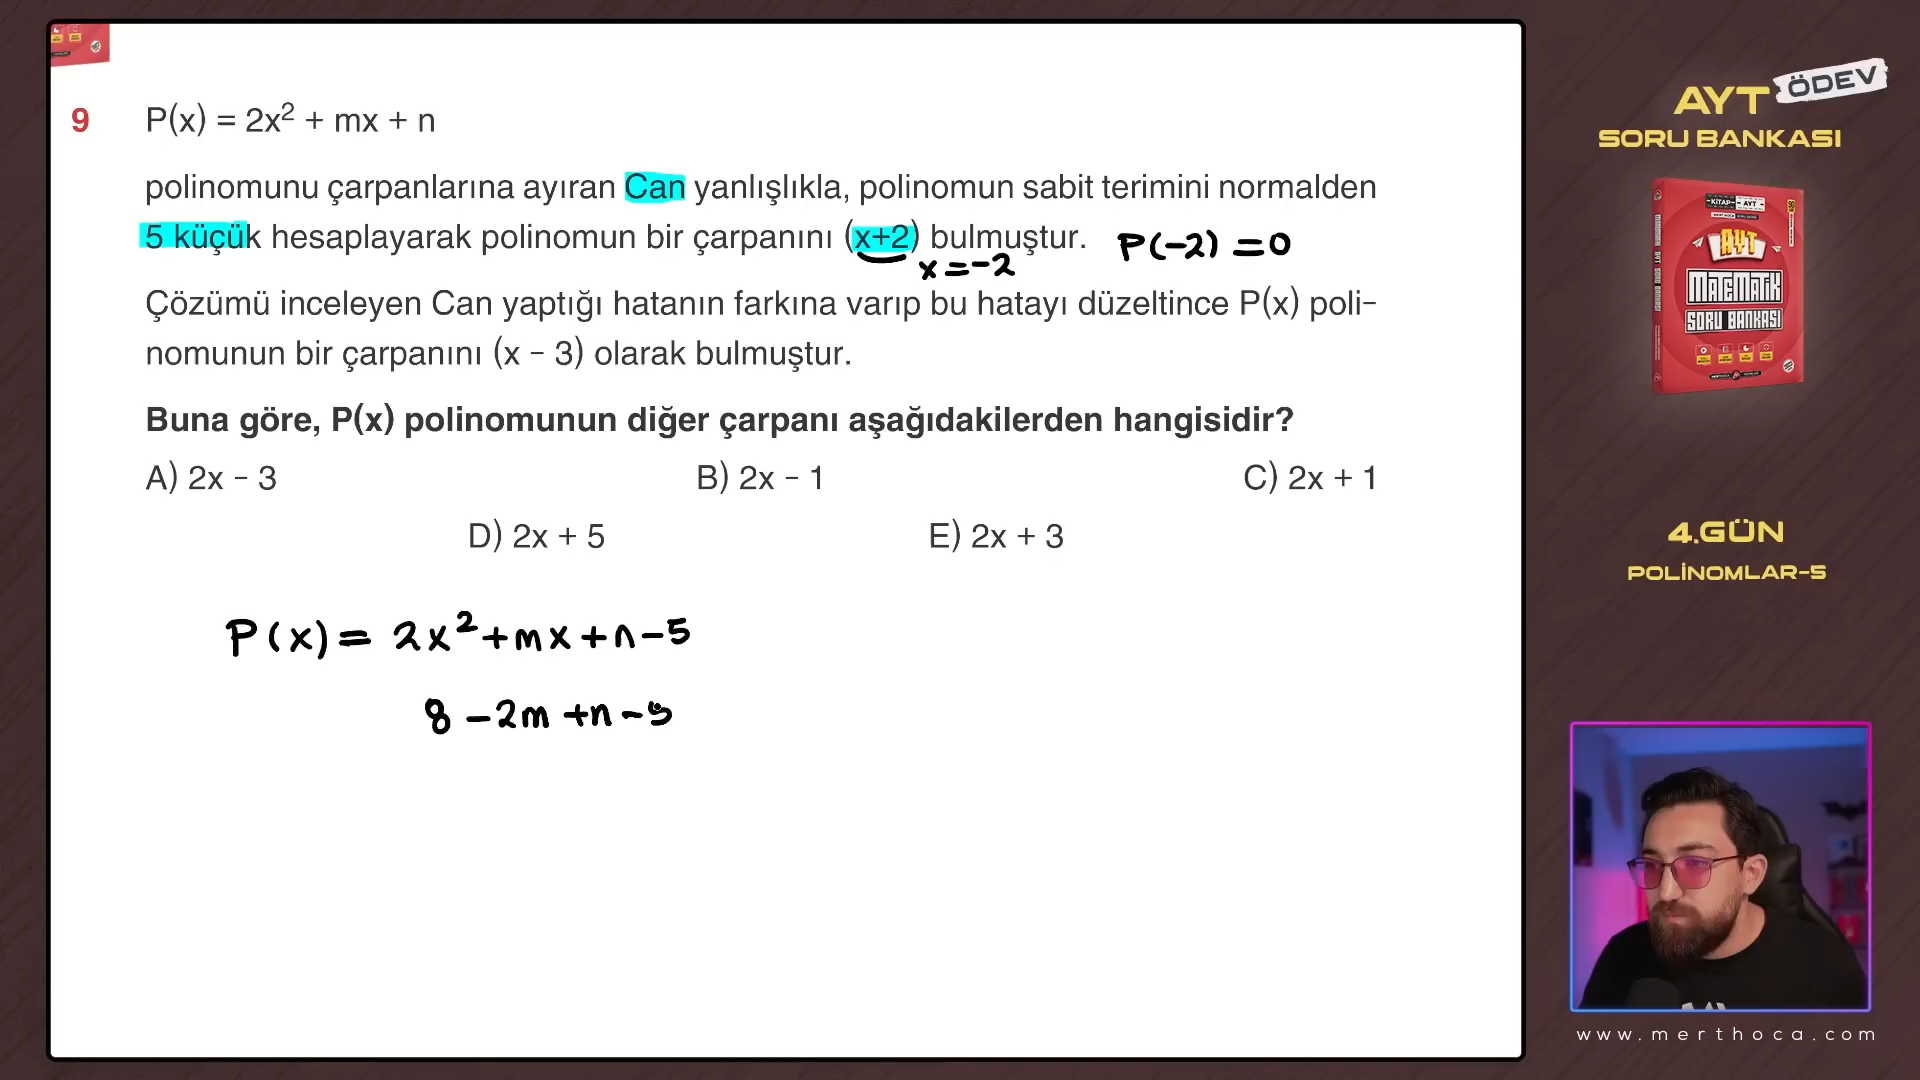 9 P(x) = 2x² + mx + n
polinomunu çarpanlarına ayıran Can yanlışlıkla, polinomun sabit terimini normalden
5 küçük hesaplayarak polinomun bir çarpanını (x+2) bulmuştur. P(-2) = 0
x = -2
Çözümü inceleyen Can yaptığı hatanın farkına varıp bu hatayı düzeltince P(x) poli-
nomunun bir çarpanını (x - 3) olarak bulmuştur.
Buna göre, P(x) polinomunun diğer çarpanı aşağıdakilerden hangisidir?
A) 2x - 3 B) 2x - 1 C) 2x + 1
D) 2x + 5 E) 2x + 3
P(x) = 2x² + mx + n - 5
8 - 2m + n - 5
AYT ÖDEV
SORU BANKASI
KİTAP AYT
AYT
MATEMATİK
SORU BANKASI
4.GÜN
POLİNOMLAR-5
www.merthoca.com